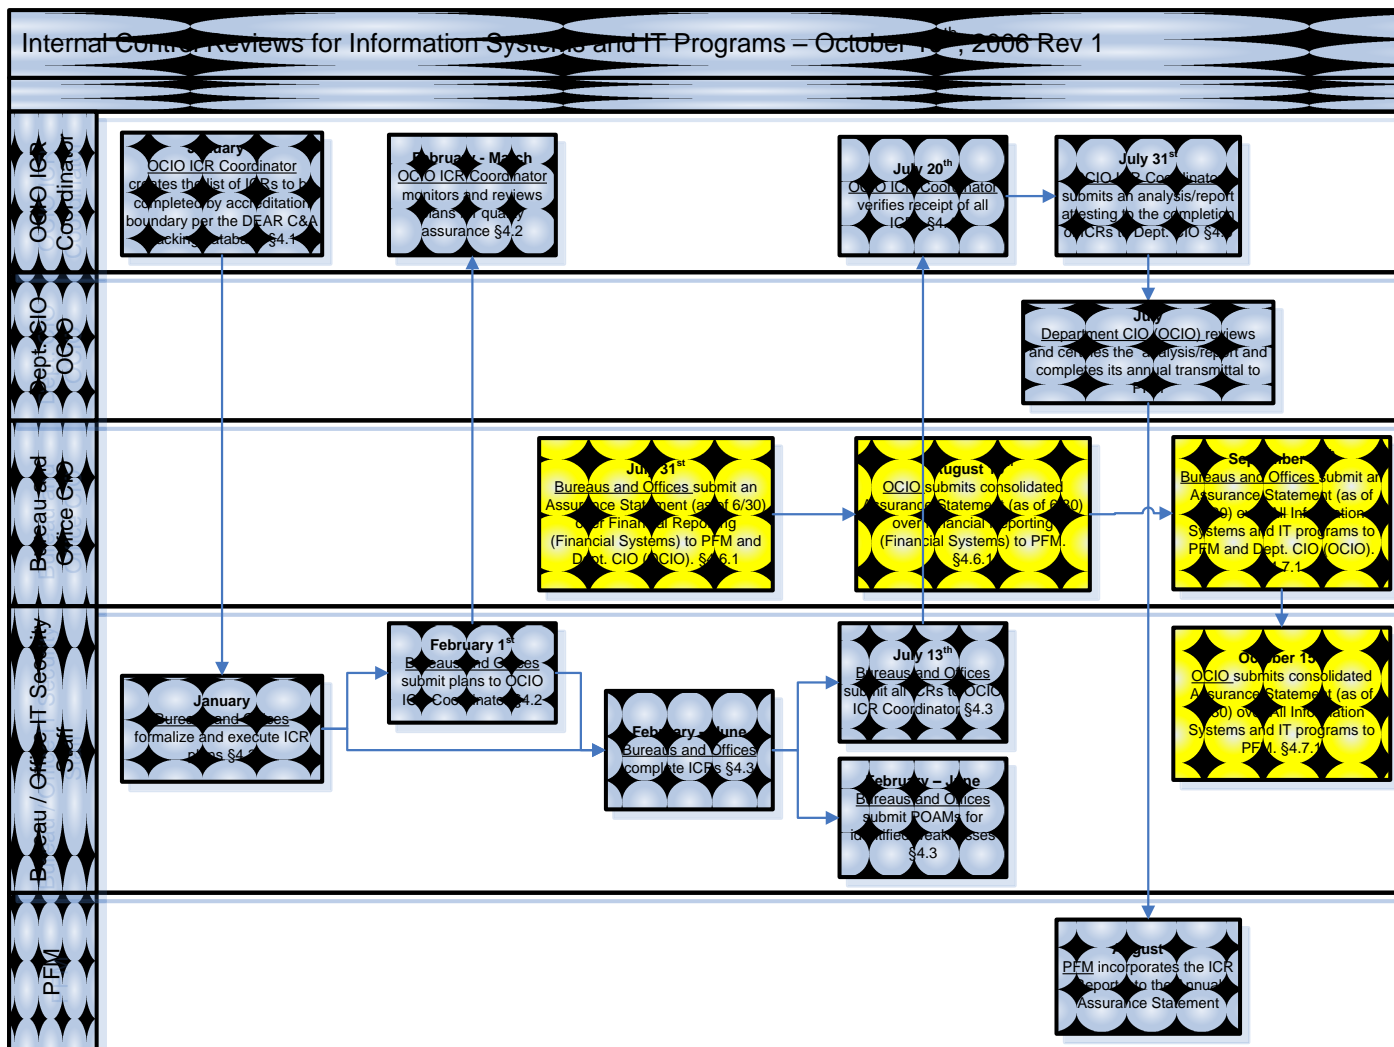 Internal Control Reviews for Information Systems and IT Programs – October th, 2006 Rev 1
OCIO ICR
Coordinator
January
OCIO ICR Coordinator
creates the list of ICRs to be
completed by accreditation
boundary per the DEAR C&A
tracking database §4.1
February - March
OCIO ICR Coordinator
monitors and reviews
plans for quality
assurance §4.2
July 20th
OCIO ICR Coordinator
verifies receipt of all
ICRs §4.
July 31st
OCIO ICR Coordinator
submits an analysis/report
attesting to the completion
of ICRs to Dept. CIO §4.
Dept. CIO
OCIO
July
Department CIO (OCIO) reviews
and certifies the analysis/report and
completes its annual transmittal to
PFM
Bureau and
Office CIO
July 31st
Bureaus and Offices submit an
Assurance Statement (as of 6/30)
over Financial Reporting
(Financial Systems) to PFM and
Dept. CIO (OCIO). §4.6.1
August
OCIO submits consolidated
Assurance Statement (as of 6/30)
over Financial Reporting
(Financial Systems) to PFM.
§4.6.1
September
Bureaus and Offices submit an
Assurance Statement (as of
) over All Information
Systems and IT programs to
PFM and Dept. CIO (OCIO).
4.7.1
Bureau / Office IT Security
Staff
January
Bureaus and Offices
formalize and execute ICR
plans
February 1st
Bureaus and Offices
submit plans to OCIO
ICR Coordinator §4.2
February - June
Bureaus and Offices
complete ICRs §4.3
July 13th
Bureaus and Offices
submit all ICRs to OCIO
ICR Coordinator §4.3
February – June
Bureaus and Offices
submit POAMs for
identified weaknesses
§4.3
October 15
OCIO submits consolidated
Assurance Statement (as of
) over All Information
Systems and IT programs to
PFM. §4.7.1
PFM
August
PFM incorporates the ICR
Report into the Annual
Assurance Statement